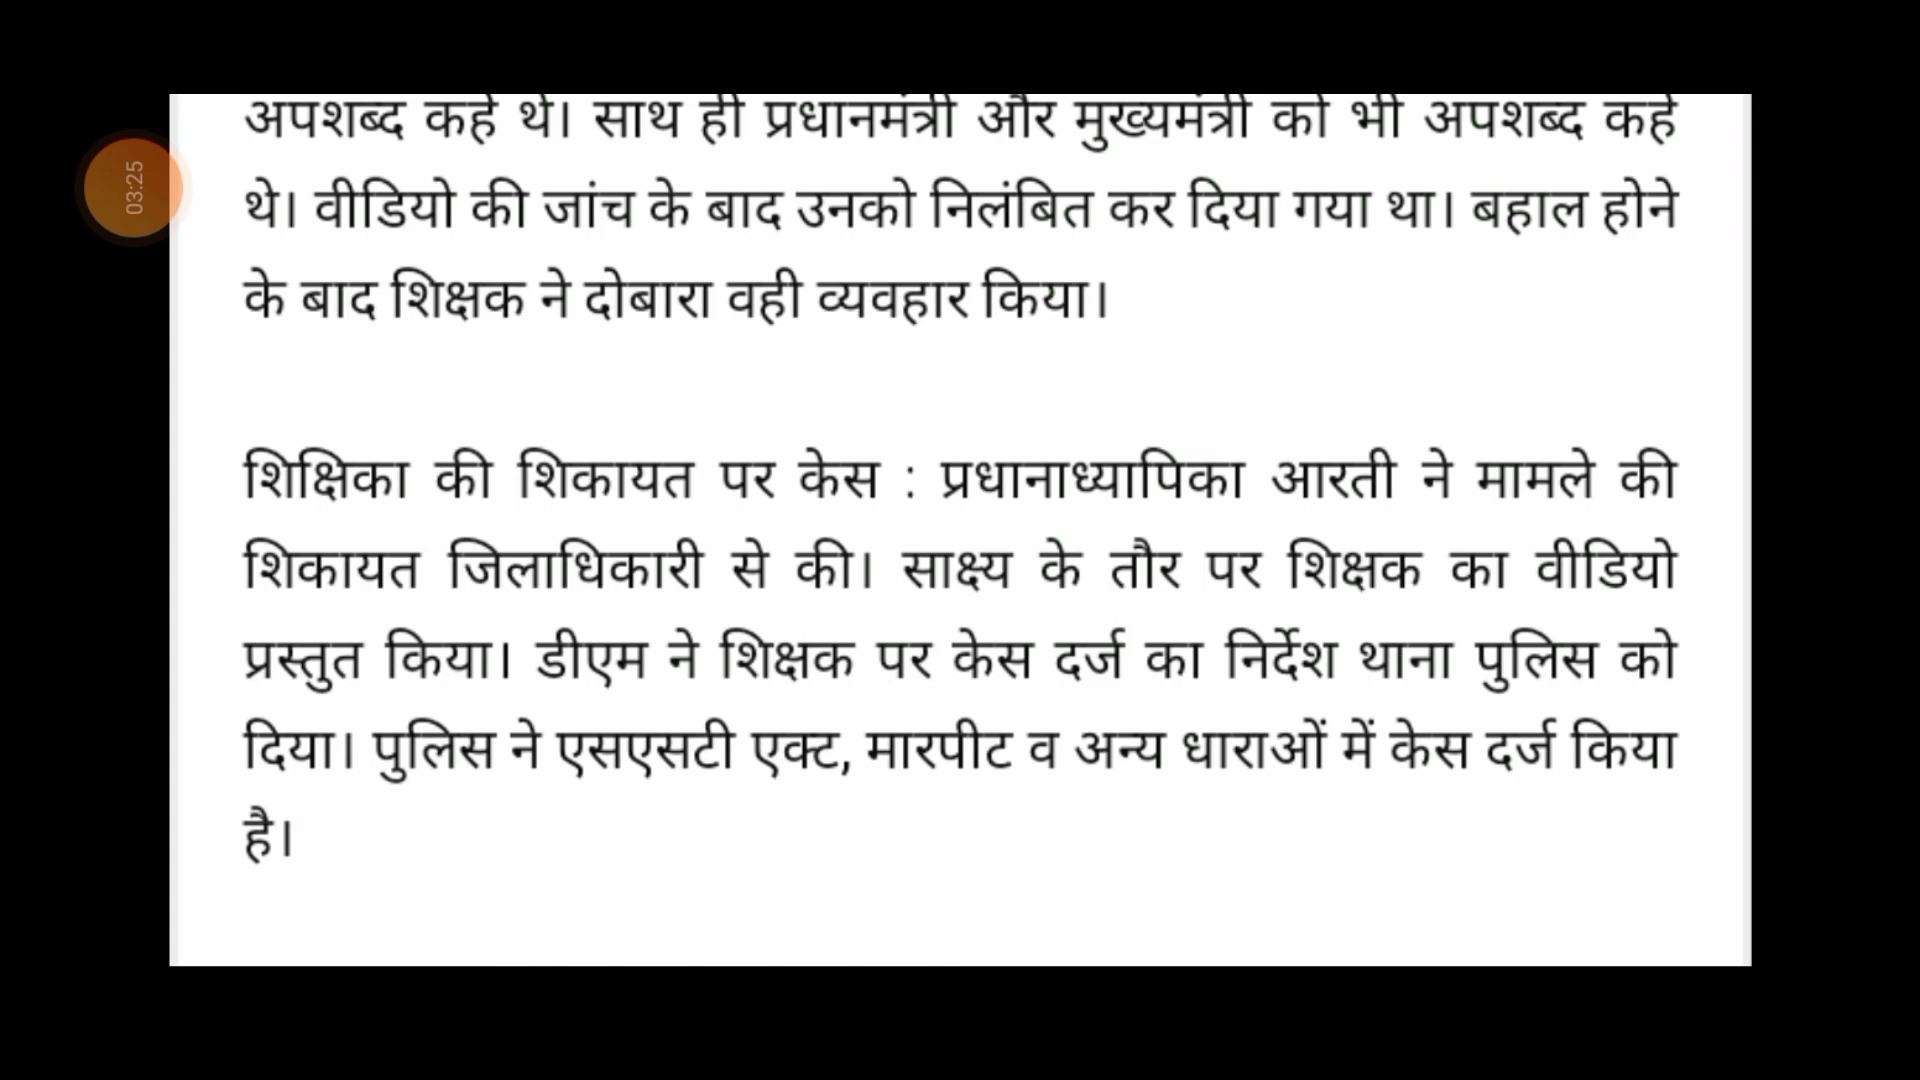 अपशब्द कहे थे। साथ ही प्रधानमंत्री और मुख्यमंत्री को भी अपशब्द कहे
03:25
थे। वीडियो की जांच के बाद उनको निलंबित कर दिया गया था। बहाल होने
के बाद शिक्षक ने दोबारा वही व्यवहार किया।
शिक्षिका की शिकायत पर केस : प्रधानाध्यापिका आरती ने मामले की
शिकायत जिलाधिकारी से की। साक्ष्य के तौर पर शिक्षक का वीडियो
प्रस्तुत किया। डीएम ने शिक्षक पर केस दर्ज का निर्देश थाना पुलिस को
दिया। पुलिस ने एसएसटी एक्ट, मारपीट व अन्य धाराओं में केस दर्ज किया
है।